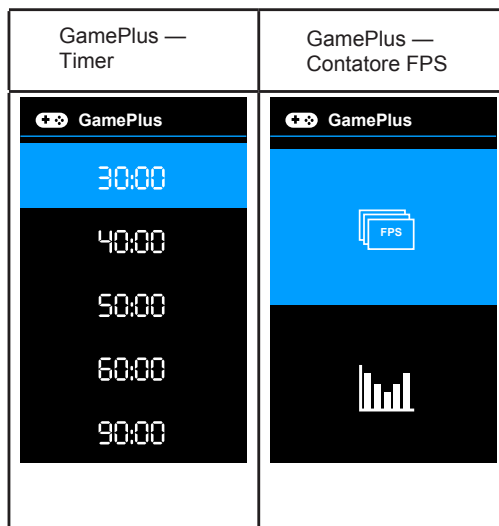 GamePlus —
Timer
GamePlus —
Contatore FPS
GamePlus
30:00
40:00
50:00
60:00
90:00
GamePlus
FPS